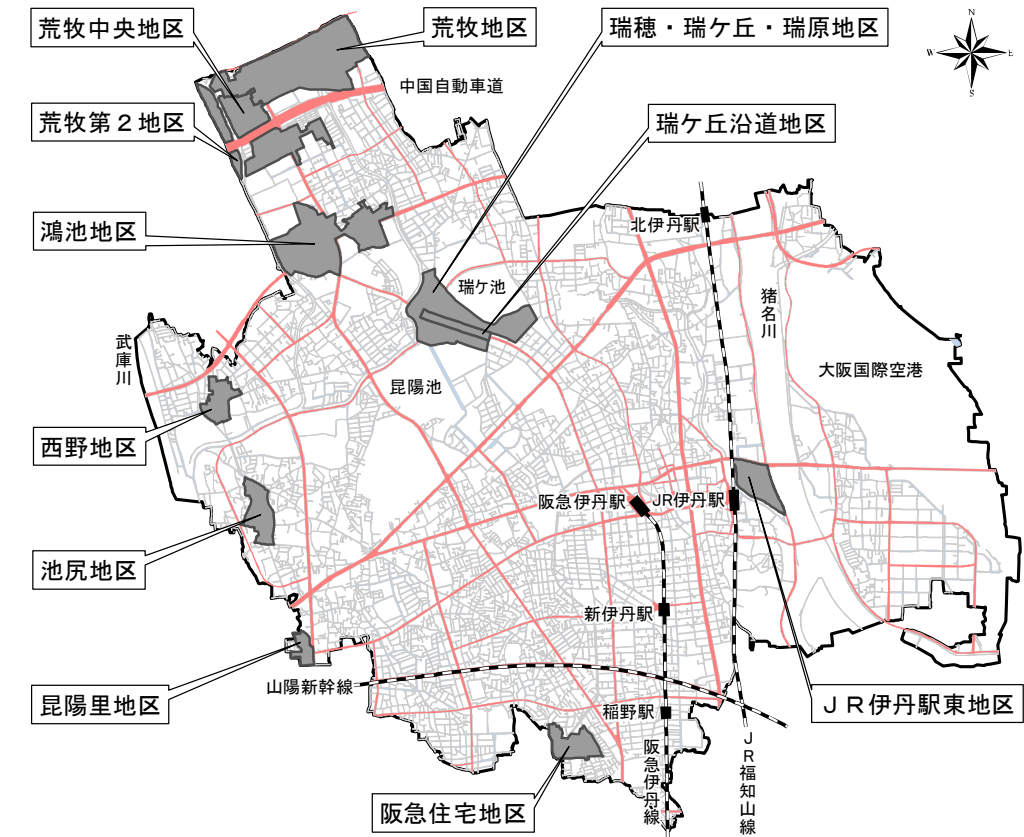 荒牧中央地区
荒牧地区
瑞穂・瑞ケ丘・瑞原地区
N
W
E
S
中国自動車道
荒牧第２地区
瑞ケ丘沿道地区
鴻池地区
北伊丹駅
瑞ケ池
猪名川
武庫川
昆陽池
大阪国際空港
西野地区
阪急伊丹駅
JR伊丹駅
池尻地区
新伊丹駅
山陽新幹線
昆陽里地区
稲野駅
ＪＲ伊丹駅東地区
阪急伊丹線
ＪＲ福知山線
阪急住宅地区